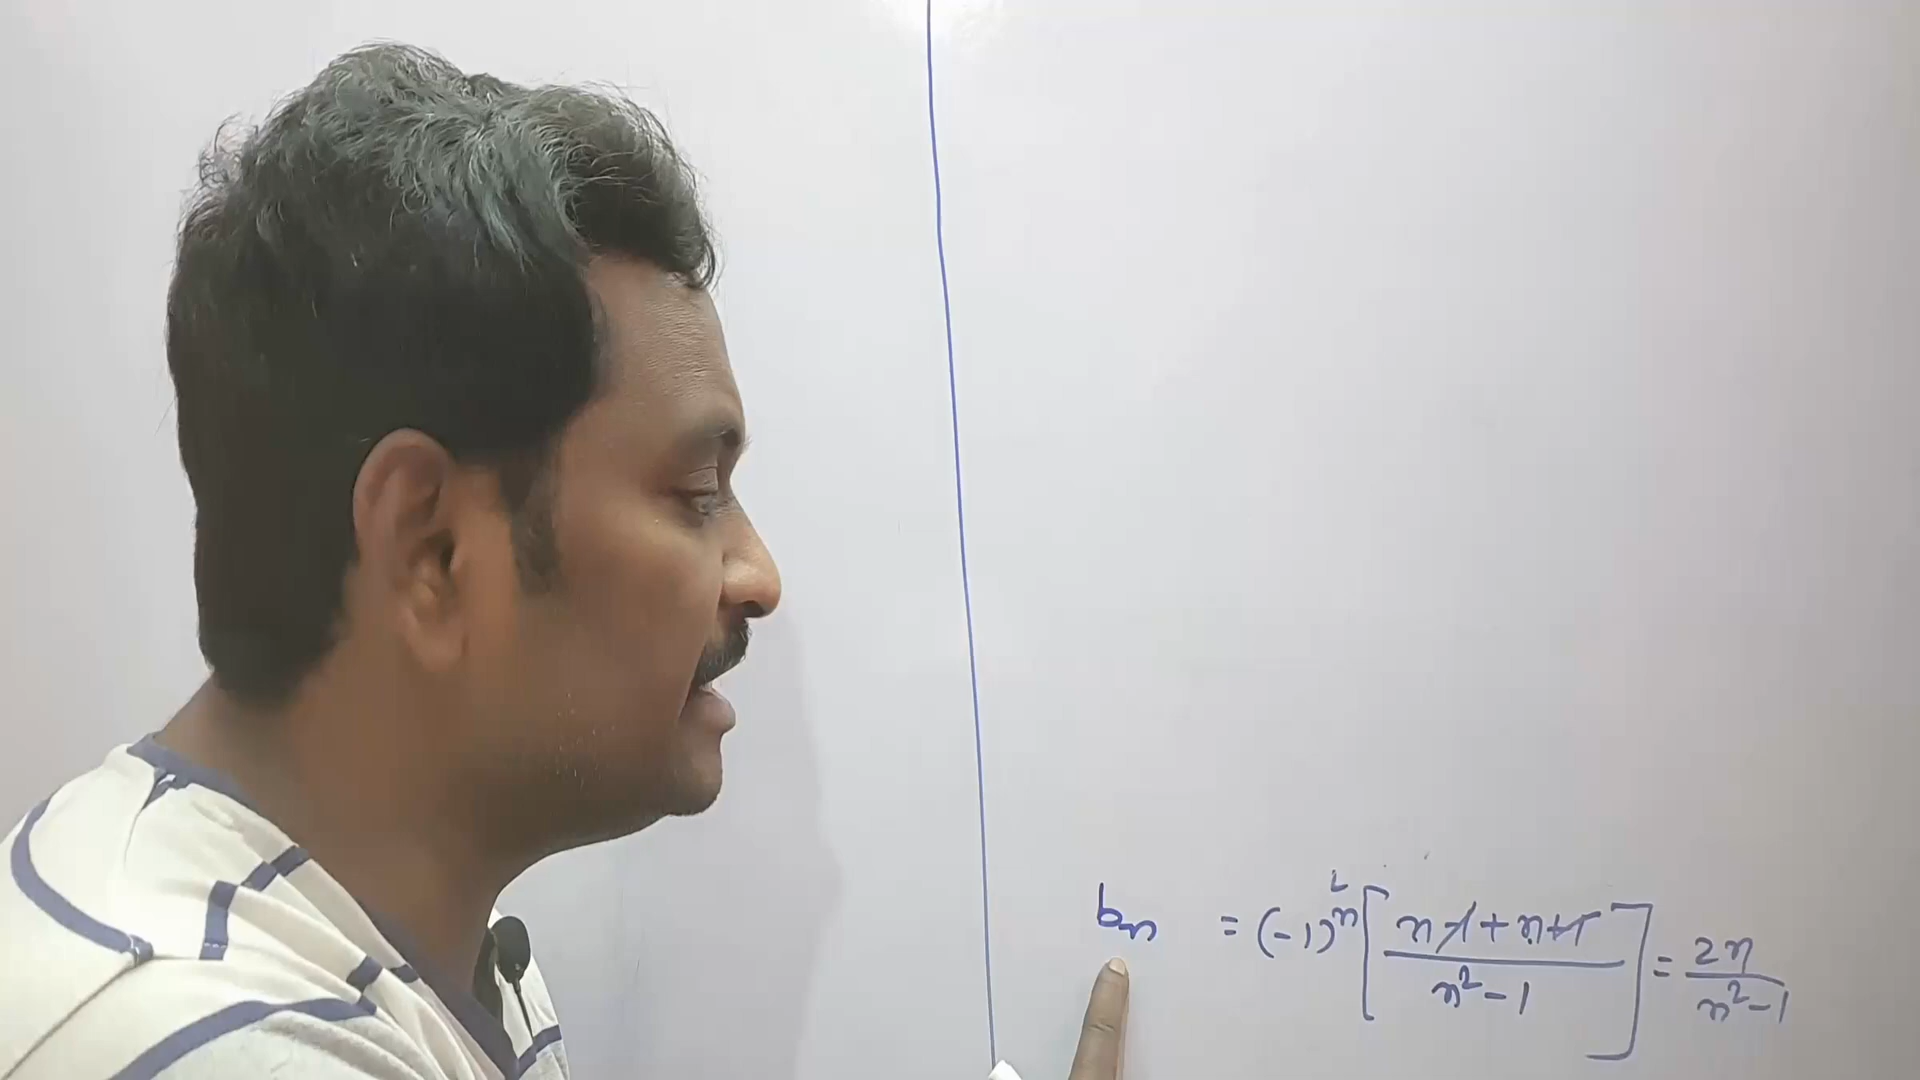 bn = (-1)^n [ (n-1+n+1) / (n²-1) ] = 2n / (n²-1)